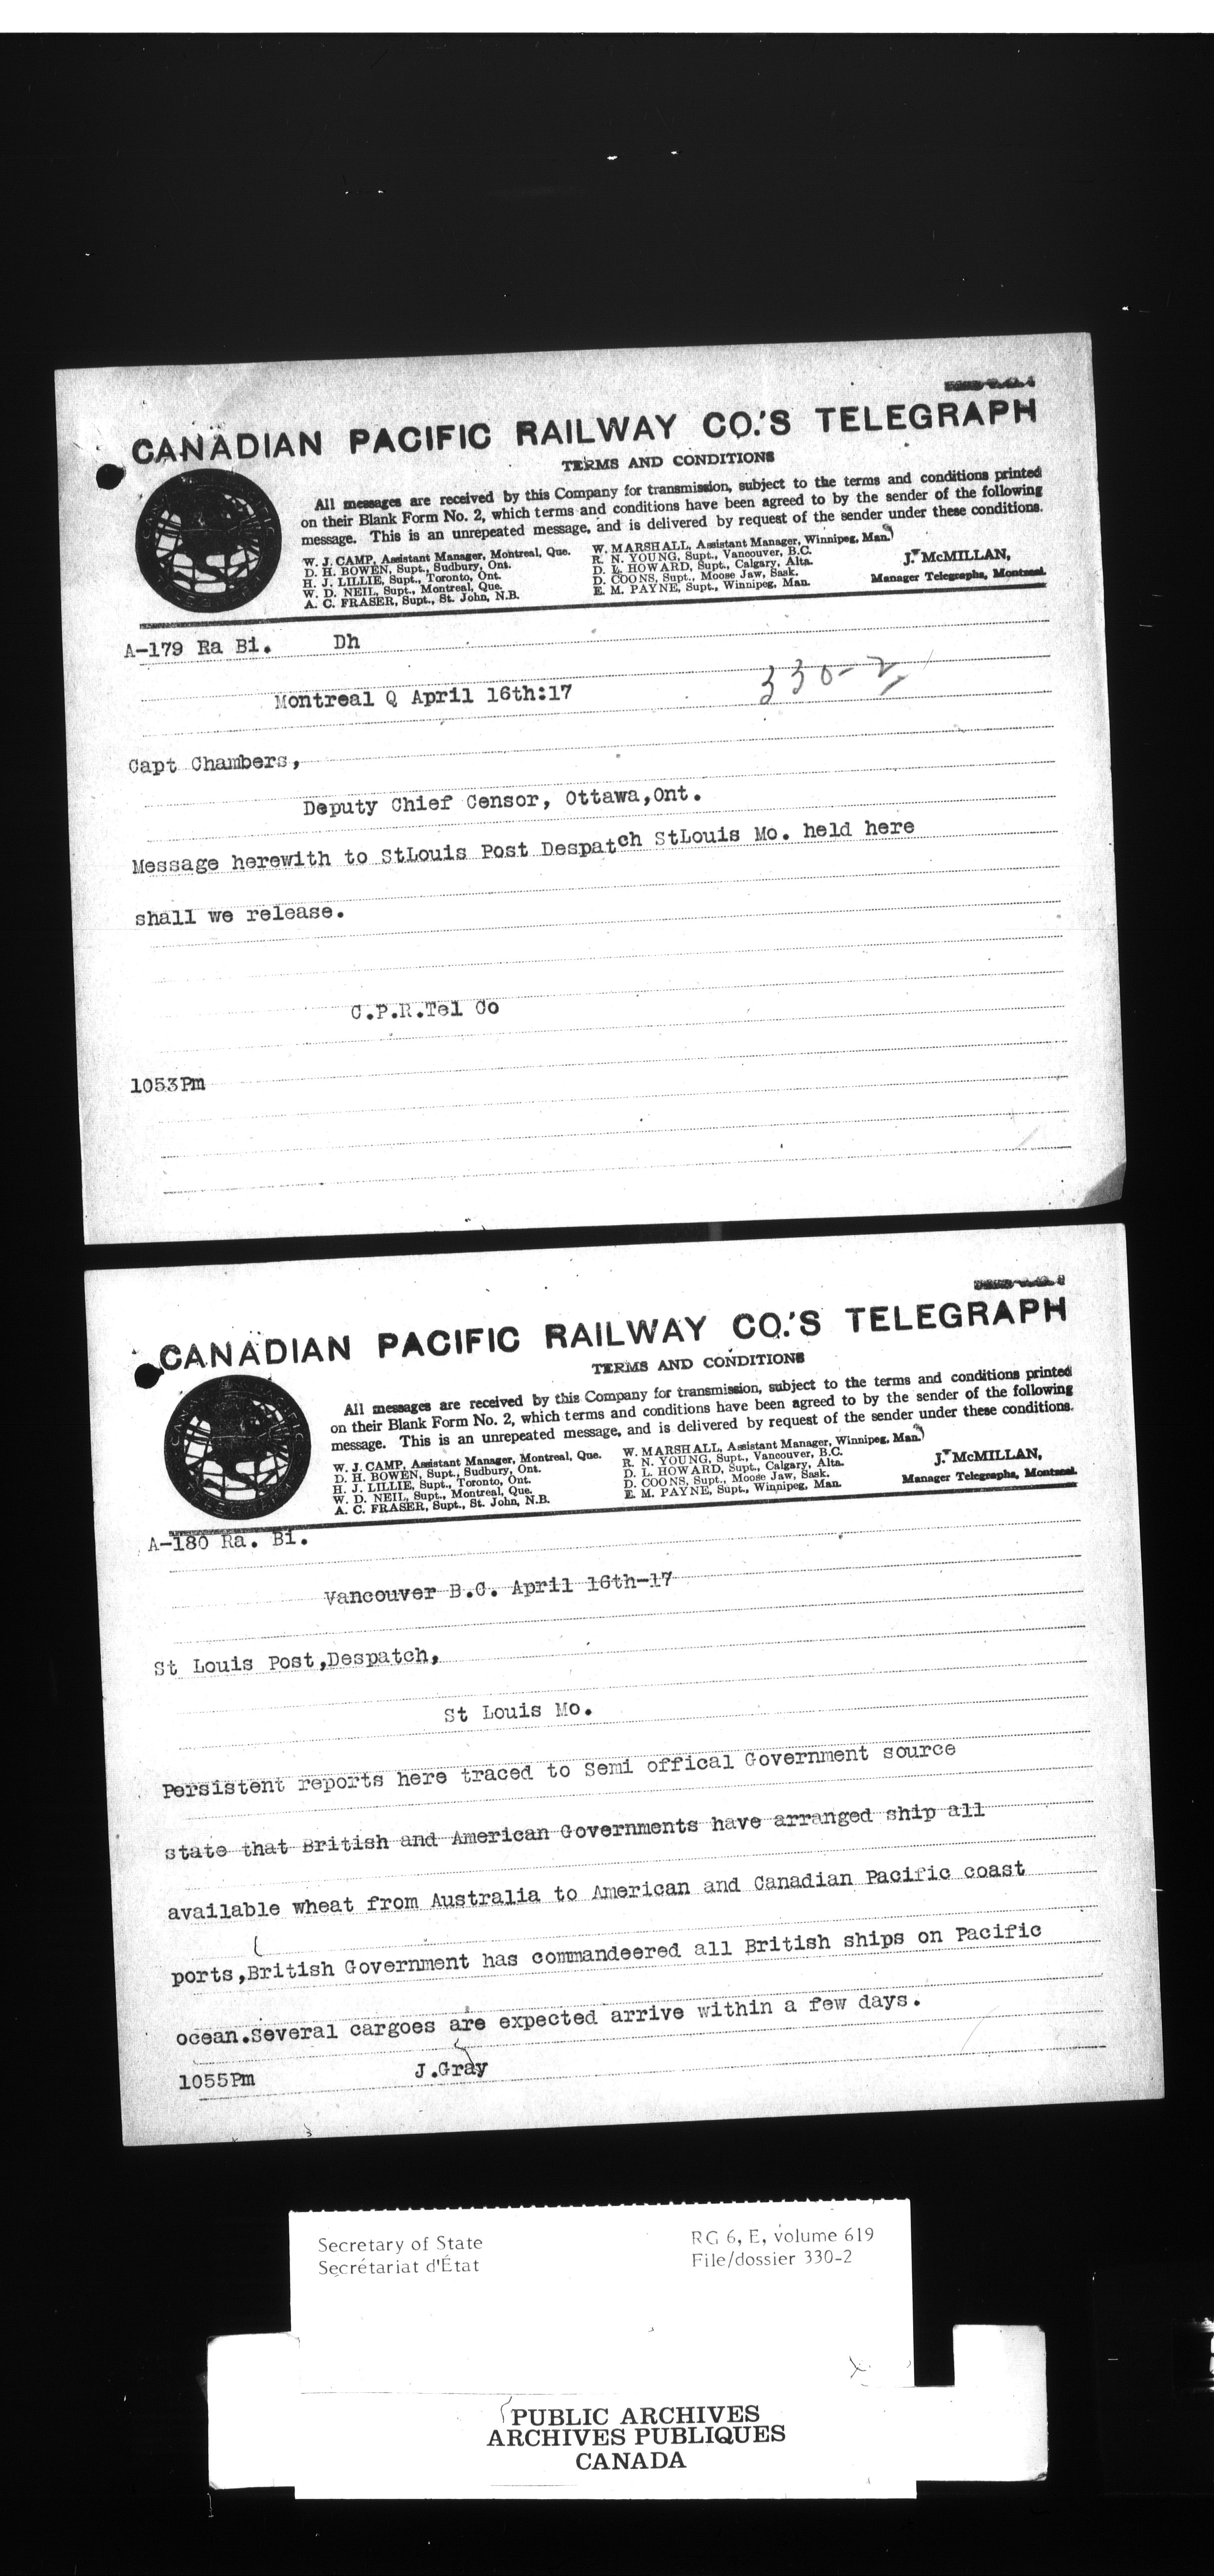 CANADIAN PACIFIC RAILWAY CO.'S TELEGRAPH
TERMS AND CONDITIONS
All messages are received by this Company for transmission, subject to the terms and conditions printed
on their Blank Form No. 2, which terms and conditions have been agreed to by the sender of the following
message. This is an unrepeated message, and is delivered by request of the sender under these conditions.
W. J. CAMP, Assistant Manager, Montreal, Que.
D. H. BOWEN, Supt., Sudbury, Ont.
H. J. LILLIE, Supt., Toronto, Ont.
W. D. NEIL, Supt., Montreal, Que.
A. C. FRASER, Supt., St. John, N.B.
W. MARSHALL, Assistant Manager, Winnipeg, Man.
R. N. YOUNG, Supt., Vancouver, B.C.
D. L. HOWARD, Supt., Calgary, Alta.
D. COONS, Supt., Moose Jaw, Sask.
E. M. PAYNE, Supt., Winnipeg, Man.
J. McMILLAN,
Manager Telegraphs, Montreal.
A-179 Ra Bi. Dh
330-2
Montreal Q April 16th:17
Capt Chambers,
Deputy Chief Censor, Ottawa,Ont.
Message herewith to StLouis Post Despatch StLouis Mo. held here
shall we release.
C.P.R.Tel Co
1053Pm
CANADIAN PACIFIC RAILWAY CO.'S TELEGRAPH
TERMS AND CONDITIONS
All messages are received by this Company for transmission, subject to the terms and conditions printed
on their Blank Form No. 2, which terms and conditions have been agreed to by the sender of the following
message. This is an unrepeated message, and is delivered by request of the sender under these conditions.
W. J. CAMP, Assistant Manager, Montreal, Que.
D. H. BOWEN, Supt., Sudbury, Ont.
H. J. LILLIE, Supt., Toronto, Ont.
W. D. NEIL, Supt., Montreal, Que.
A. C. FRASER, Supt., St. John, N.B.
W. MARSHALL, Assistant Manager, Winnipeg, Man.
R. N. YOUNG, Supt., Vancouver, B.C.
D. L. HOWARD, Supt., Calgary, Alta.
D. COONS, Supt., Moose Jaw, Sask.
E. M. PAYNE, Supt., Winnipeg, Man.
J. McMILLAN,
Manager Telegraphs, Montreal.
A-180 Ra. Bi.
Vancouver B.C. April 16th-17
St Louis Post,Despatch,
St Louis Mo.
Persistent reports here traced to Semi offical Government source
state that British and American Governments have arranged ship all
available wheat from Australia to American and Canadian Pacific coast
ports,British Government has commandeered all British ships on Pacific
ocean.Several cargoes are expected arrive within a few days.
1055Pm J.Gray
Secretary of State
Secrétariat d'État
RG 6, E, volume 619
File/dossier 330-2
PUBLIC ARCHIVES
ARCHIVES PUBLIQUES
CANADA